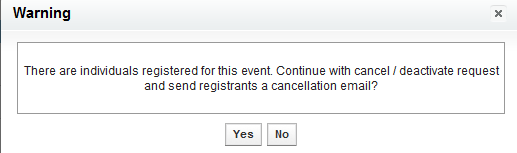 Warning
There are individuals registered for this event. Continue with cancel / deactivate request
and send registrants a cancellation email?
Yes No